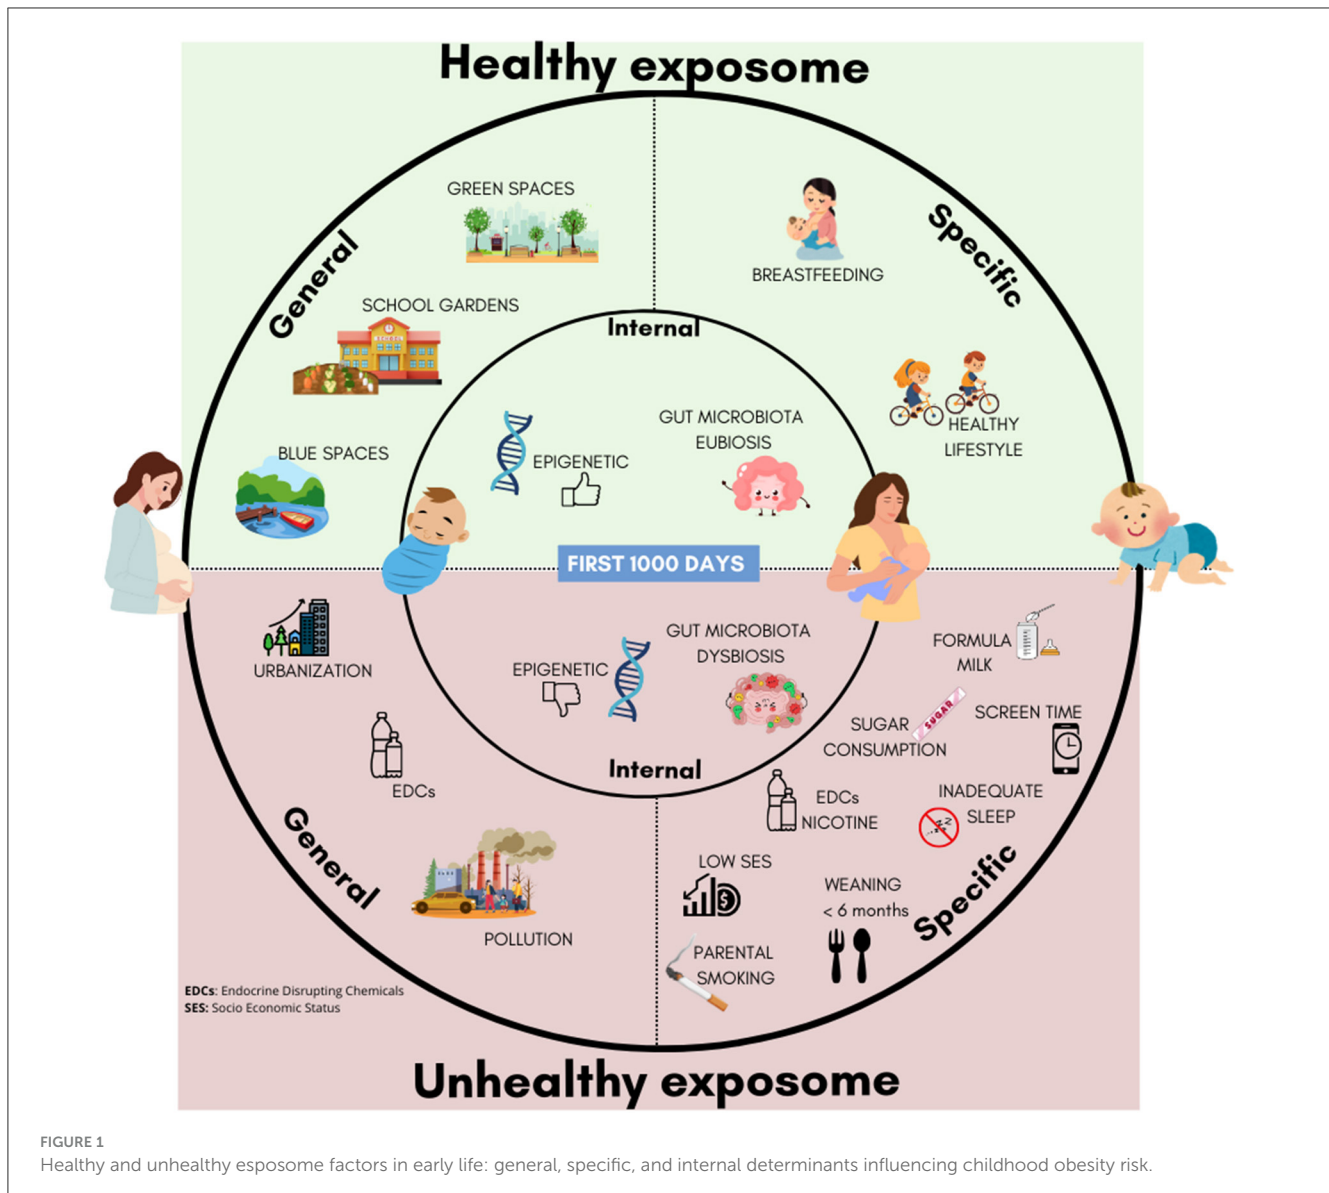 Healthy exposome
General
Specific
GREEN SPACES
BREASTFEEDING
SCHOOL GARDENS
SCHOOL
Internal
HEALTHY
LIFESTYLE
BLUE SPACES
EPIGENETIC
GUT MICROBIOTA
EUBIOSIS
FIRST 1000 DAYS
URBANIZATION
EPIGENETIC
GUT MICROBIOTA
DYSBIOSIS
FORMULA
MILK
SUGAR
SUGAR
CONSUMPTION
SCREEN TIME
EDCs
Internal
EDCs
NICOTINE
INADEQUATE
SLEEP
zzz
General
Specific
LOW SES
$
WEANING
< 6 months
POLLUTION
PARENTAL
SMOKING
EDCs: Endocrine Disrupting Chemicals
SES: Socio Economic Status
Unhealthy exposome
FIGURE 1
Healthy and unhealthy esposome factors in early life: general, specific, and internal determinants influencing childhood obesity risk.